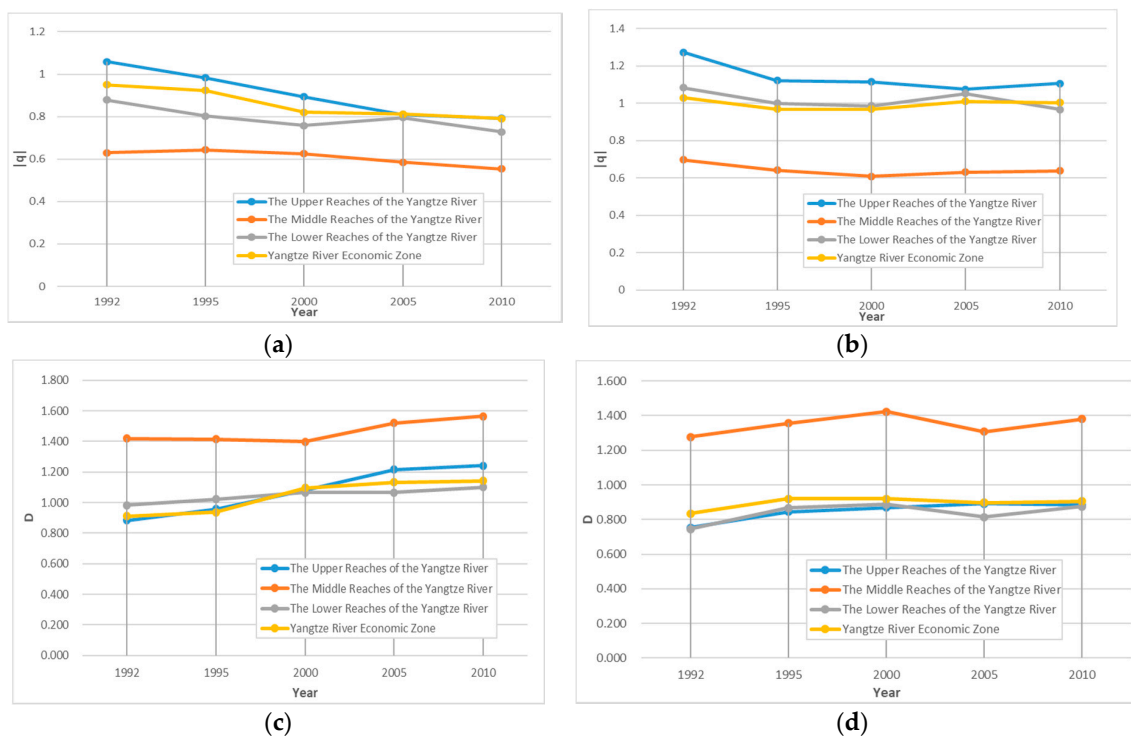 1.2
1
0.8
0.6
0.4
0.2
0
|q|
The Upper Reaches of the Yangtze River
The Middle Reaches of the Yangtze River
The Lower Reaches of the Yangtze River
Yangtze River Economic Zone
1992 1995 2000 2005 2010
Year
(a)
1.4
1.2
1
0.8
0.6
0.4
0.2
0
|q|
The Upper Reaches of the Yangtze River
The Middle Reaches of the Yangtze River
The Lower Reaches of the Yangtze River
Yangtze River Economic Zone
1992 1995 2000 2005 2010
Year
(b)
1.800
1.600
1.400
1.200
1.000
0.800
0.600
0.400
0.200
0.000
D
The Upper Reaches of the Yangtze River
The Middle Reaches of the Yangtze River
The Lower Reaches of the Yangtze River
Yangtze River Economic Zone
1992 1995 2000 2005 2010
Year
(c)
1.600
1.400
1.200
1.000
0.800
0.600
0.400
0.200
0.000
D
The Upper Reaches of the Yangtze River
The Middle Reaches of the Yangtze River
The Lower Reaches of the Yangtze River
Yangtze River Economic Zone
1992 1995 2000 2005 2010
Year
(d)